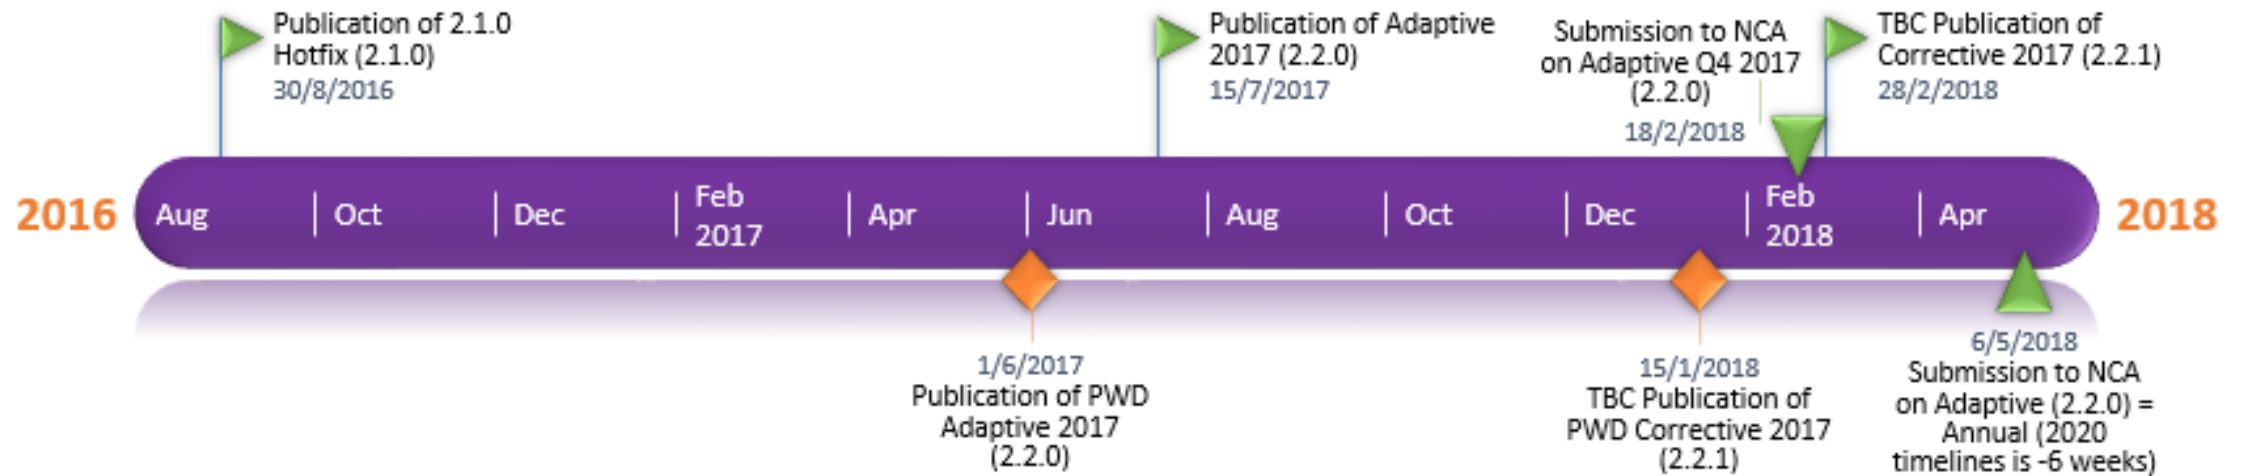 Publication of 2.1.0
Hotfix (2.1.0)
30/8/2016
Publication of Adaptive
2017 (2.2.0)
15/7/2017
Submission to NCA
on Adaptive Q4 2017
(2.2.0)
18/2/2018
TBC Publication of
Corrective 2017 (2.2.1)
28/2/2018
2016
Aug
Oct
Dec
Feb
2017
Apr
Jun
Aug
Oct
Dec
Feb
2018
Apr
2018
1/6/2017
Publication of PWD
Adaptive 2017
(2.2.0)
15/1/2018
TBC Publication of
PWD Corrective 2017
(2.2.1)
6/5/2018
Submission to NCA
on Adaptive (2.2.0) =
Annual (2020
timelines is -6 weeks)